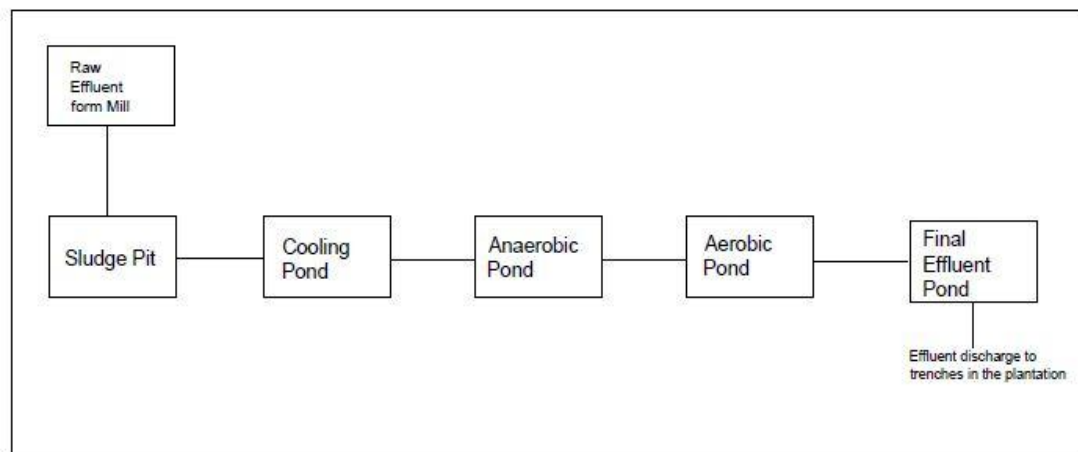 Raw
Effluent
form Mill
Sludge Pit
Cooling
Pond
Anaerobic
Pond
Aerobic
Pond
Final
Effluent
Pond
Effluent discharge to
trenches in the plantation